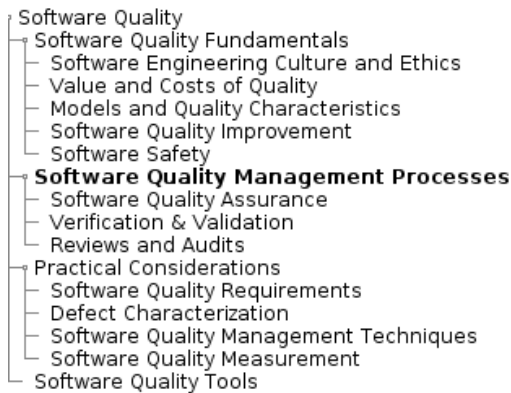 Software Quality
Software Quality Fundamentals
Software Engineering Culture and Ethics
Value and Costs of Quality
Models and Quality Characteristics
Software Quality Improvement
Software Safety
Software Quality Management Processes
Software Quality Assurance
Verification & Validation
Reviews and Audits
Practical Considerations
Software Quality Requirements
Defect Characterization
Software Quality Management Techniques
Software Quality Measurement
Software Quality Tools